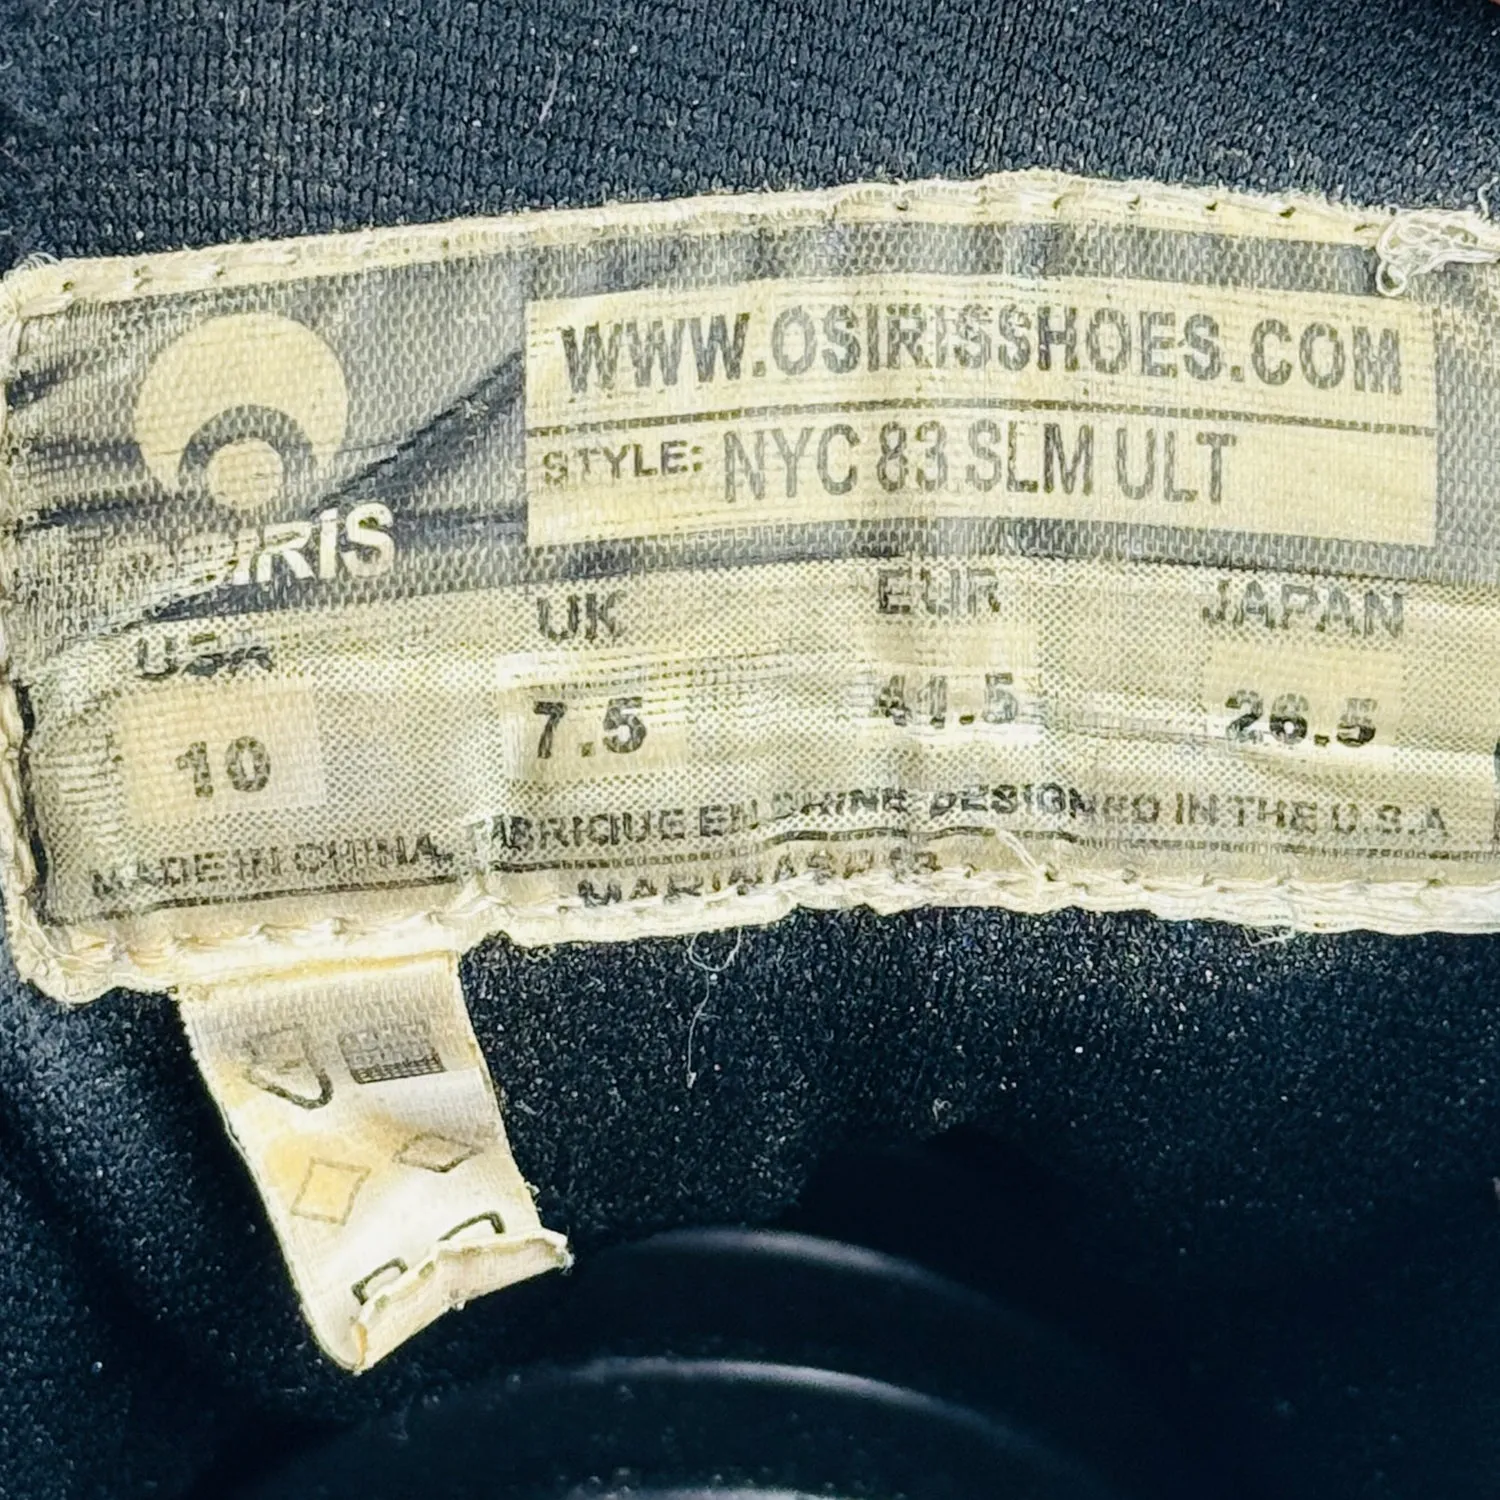 WWW.OSIRISSHOES.COM
STYLE: NYC 83 SLM ULT
OSIRIS
USA UK EUR JAPAN
10 7.5 41.5 26.5
MADE IN CHINA, FABRIQUE EN CHINE DESIGNED IN THE U.S.A